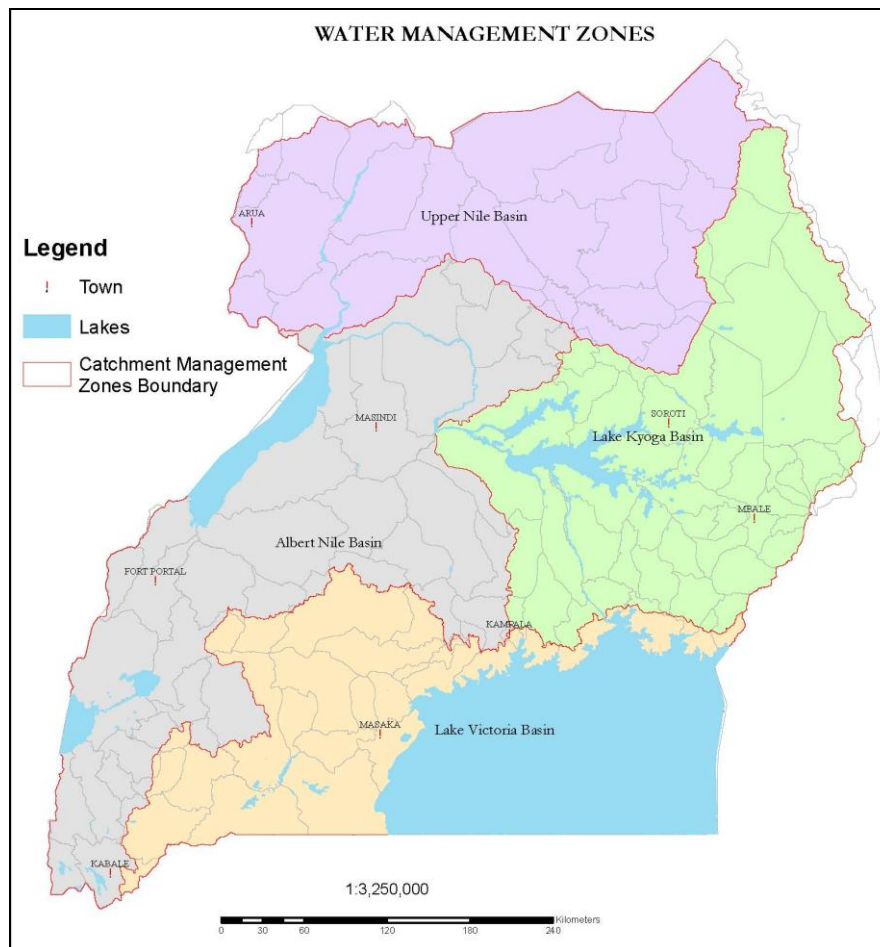 WATER MANAGEMENT ZONES
ARUA
Upper Nile Basin
Legend
! Town
Lakes
Catchment Management
Zones Boundary
MASINDI
SOROTI
Lake Kyoga Basin
MBALE
Albert Nile Basin
FORT PORTAL
KAMPALA
MASAKA
Lake Victoria Basin
KABALE
1:3,250,000
Kilometers
0 30 60 120 180 240